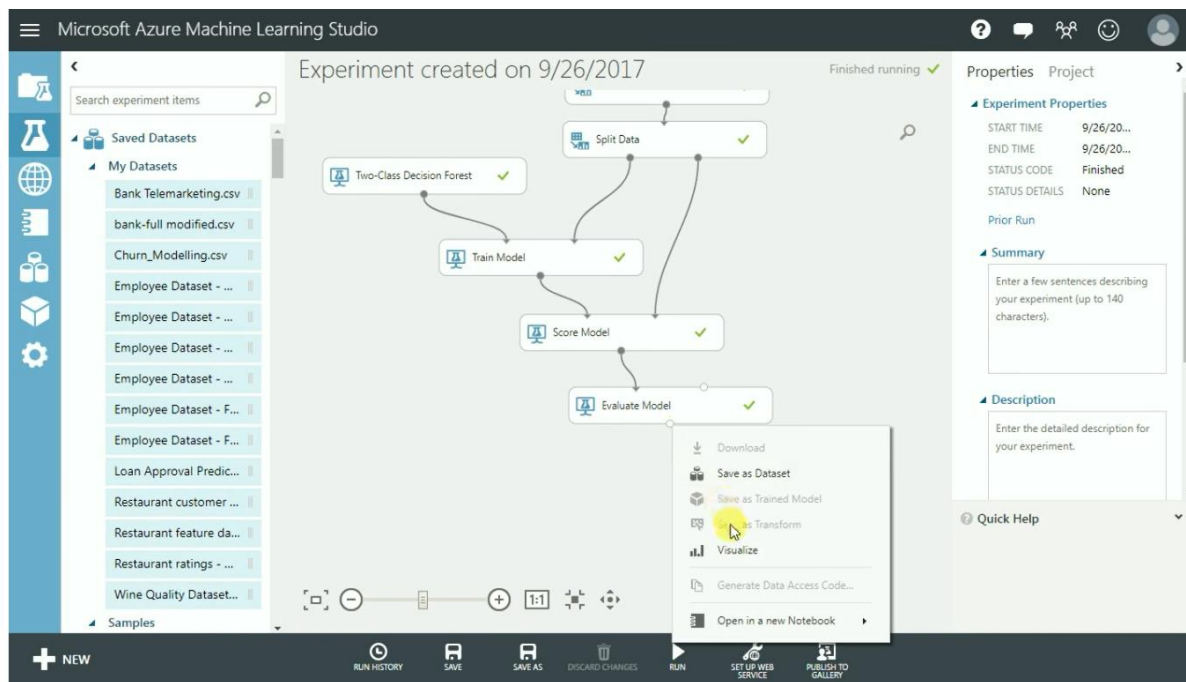 Microsoft Azure Machine Learning Studio
Search experiment items
Saved Datasets
My Datasets
Bank Telemarketing.csv
bank-full modified.csv
Churn_Modelling.csv
Employee Dataset - ...
Employee Dataset - ...
Employee Dataset - ...
Employee Dataset - ...
Employee Dataset - F...
Employee Dataset - F...
Loan Approval Predic...
Restaurant customer ...
Restaurant feature da...
Restaurant ratings - ...
Wine Quality Dataset...
Samples
Experiment created on 9/26/2017
Finished running
Split Data
Two-Class Decision Forest
Train Model
Score Model
Evaluate Model
Download
Save as Dataset
Save as Trained Model
Save as Transform
Visualize
Generate Data Access Code...
Open in a new Notebook
1:1
Properties Project
Experiment Properties
START TIME 9/26/20...
END TIME 9/26/20...
STATUS CODE Finished
STATUS DETAILS None
Prior Run
Summary
Enter a few sentences describing
your experiment (up to 140
characters).
Description
Enter the detailed description for
your experiment.
Quick Help
NEW
RUN HISTORY
SAVE
SAVE AS
DISCARD CHANGES
RUN
SET UP WEB
SERVICE
PUBLISH TO
GALLERY